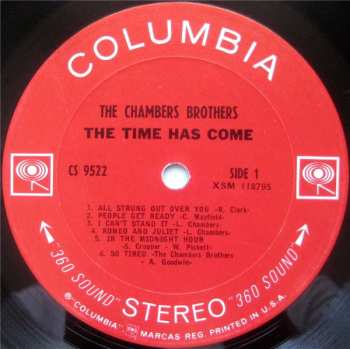 COLUMBIA
THE CHAMBERS BROTHERS
THE TIME HAS COME
CS 9522
SIDE 1
XSM 118795
1. ALL STRUNG OUT OVER YOU -R. Clark-
2. PEOPLE GET READY -C. Mayfield-
3. I CAN'T STAND IT -L. Chambers-
4. ROMEO AND JULIET -L. Chambers-
5. IN THE MIDNIGHT HOUR
-S. Cropper - W. Pickett-
6. SO TIRED -The Chambers Brothers
- A. Goodwin-
"360 SOUND" STEREO "360 SOUND"
® "COLUMBIA" MARCAS REG. PRINTED IN U.S.A.